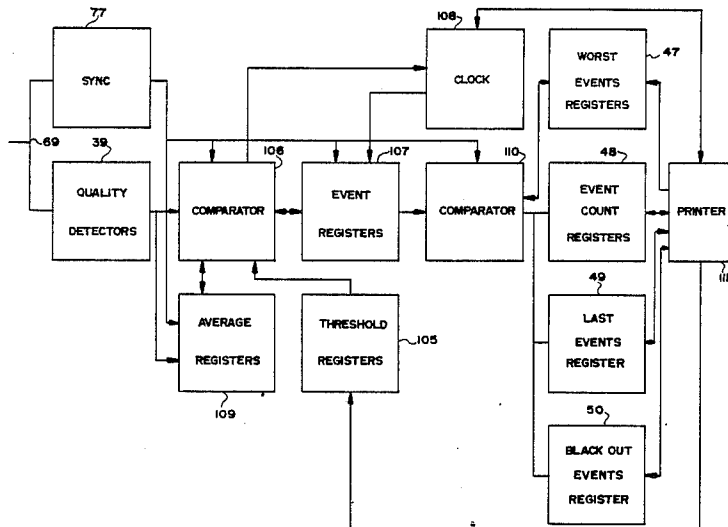 77
SYNC
69
39
QUALITY
DETECTORS
106
COMPARATOR
107
EVENT
REGISTERS
108
CLOCK
110
COMPARATOR
WORST
EVENTS
REGISTERS
47
48
EVENT
COUNT
REGISTERS
PRINTER
111
AVERAGE
REGISTERS
109
THRESHOLD
REGISTERS
105
49
LAST
EVENTS
REGISTER
50
BLACK OUT
EVENTS
REGISTER